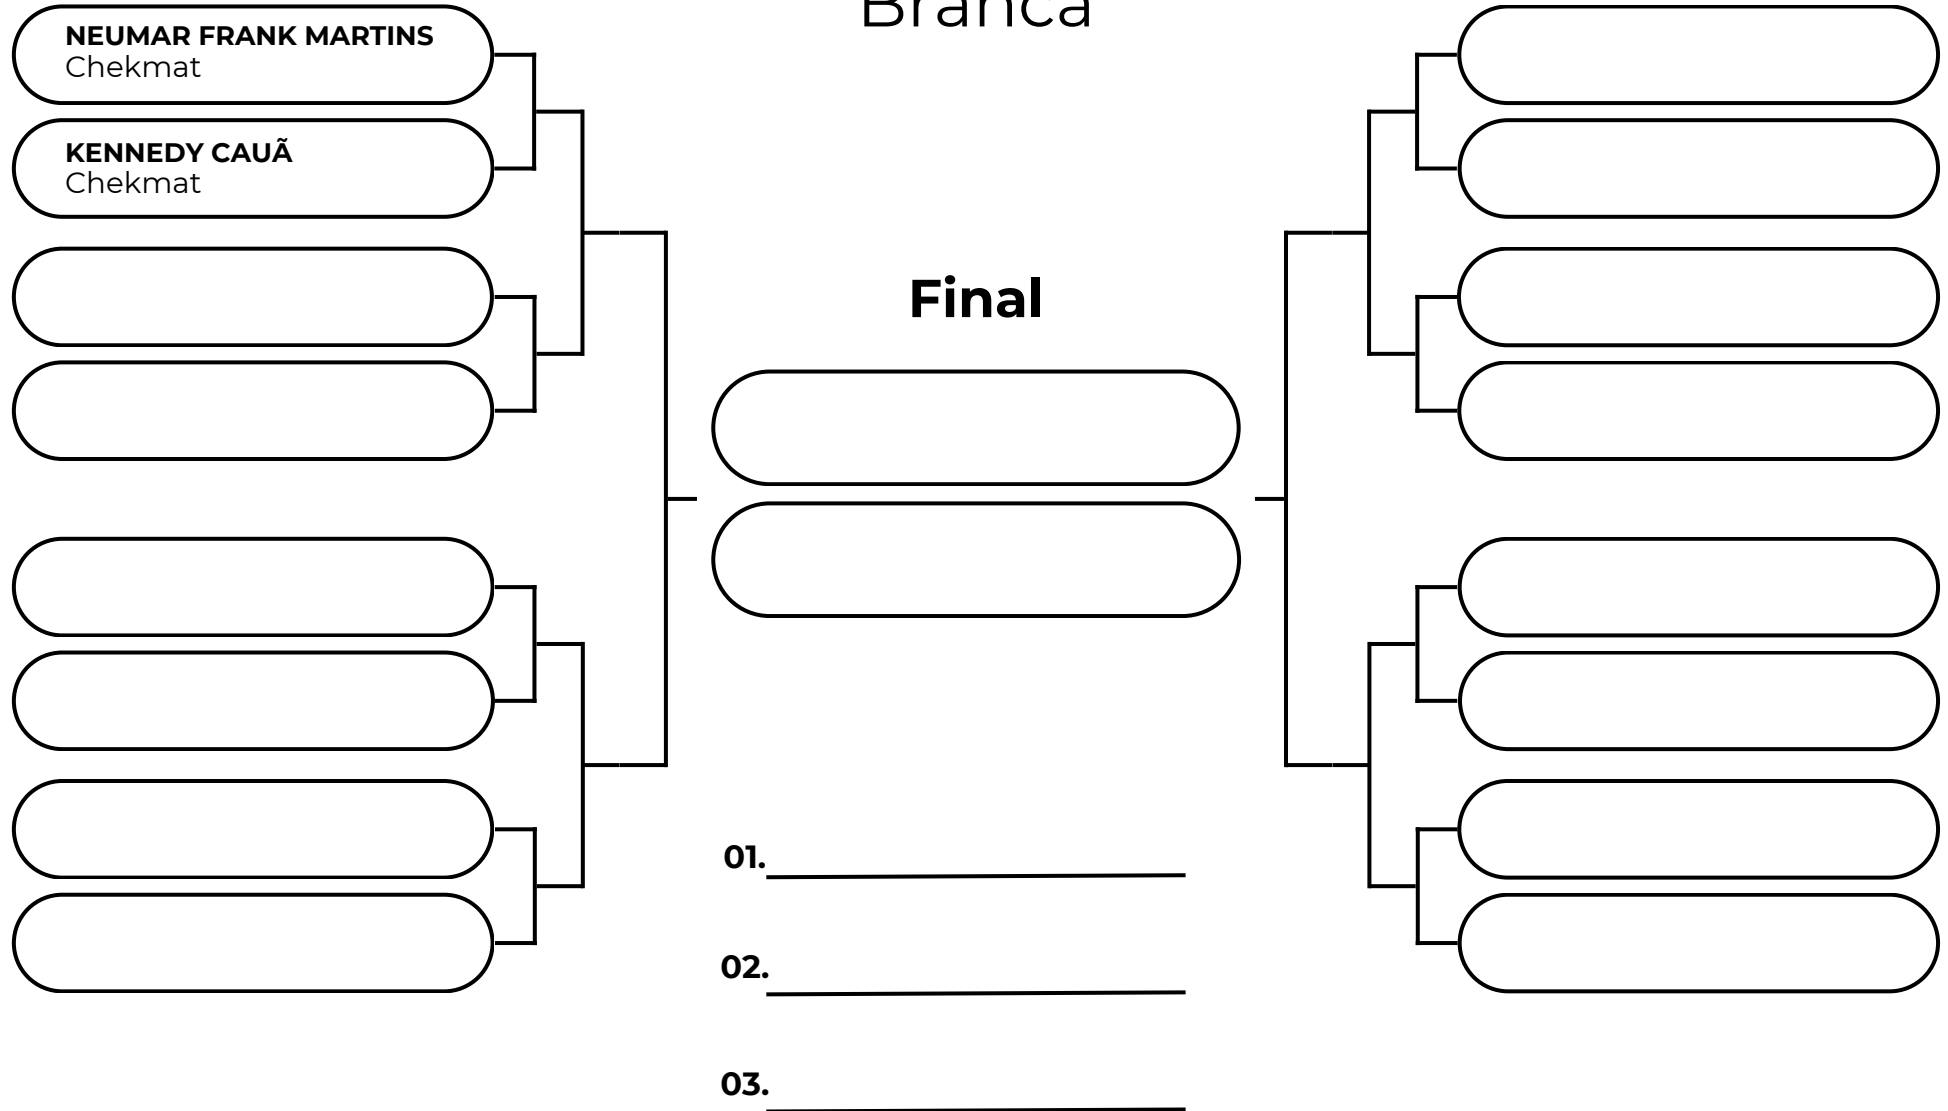 Branca
NEUMAR FRANK MARTINS
Chekmat
KENNEDY CAUÃ
Chekmat
Final
01.
02.
03.